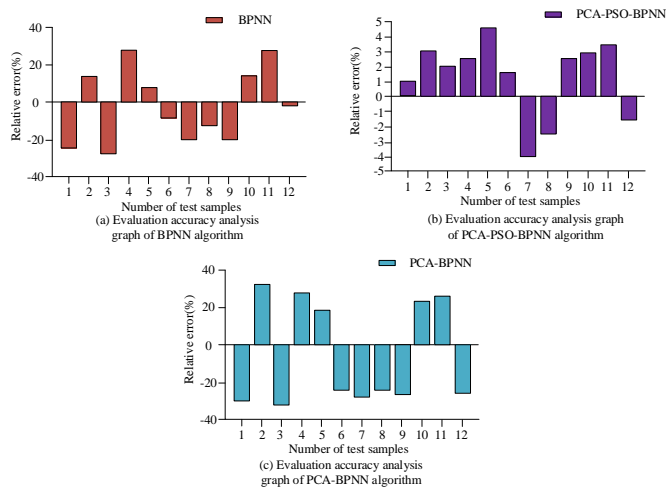 BPNN
40
20
0
-20
-40
Relative error(%)
1 2 3 4 5 6 7 8 9 10 11 12
Number of test samples
(a) Evaluation accuracy analysis
graph of BPNN algorithm
PCA-PSO-BPNN
5
4
3
2
1
0
-1
-2
-3
-4
-5
Relative error(%)
1 2 3 4 5 6 7 8 9 10 11 12
Number of test samples
(b) Evaluation accuracy analysis graph
of PCA-PSO-BPNN algorithm
PCA-BPNN
40
20
0
-20
-40
Relative error(%)
1 2 3 4 5 6 7 8 9 10 11 12
Number of test samples
(c) Evaluation accuracy analysis
graph of PCA-BPNN algorithm